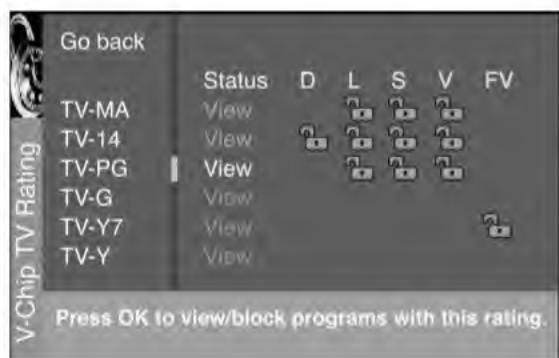 Go back
Status D L S V FV
TV-MA View
TV-14 View
TV-PG View
TV-G View
TV-Y7 View
TV-Y View
V-Chip TV Rating
Press OK to view/block programs with this rating.